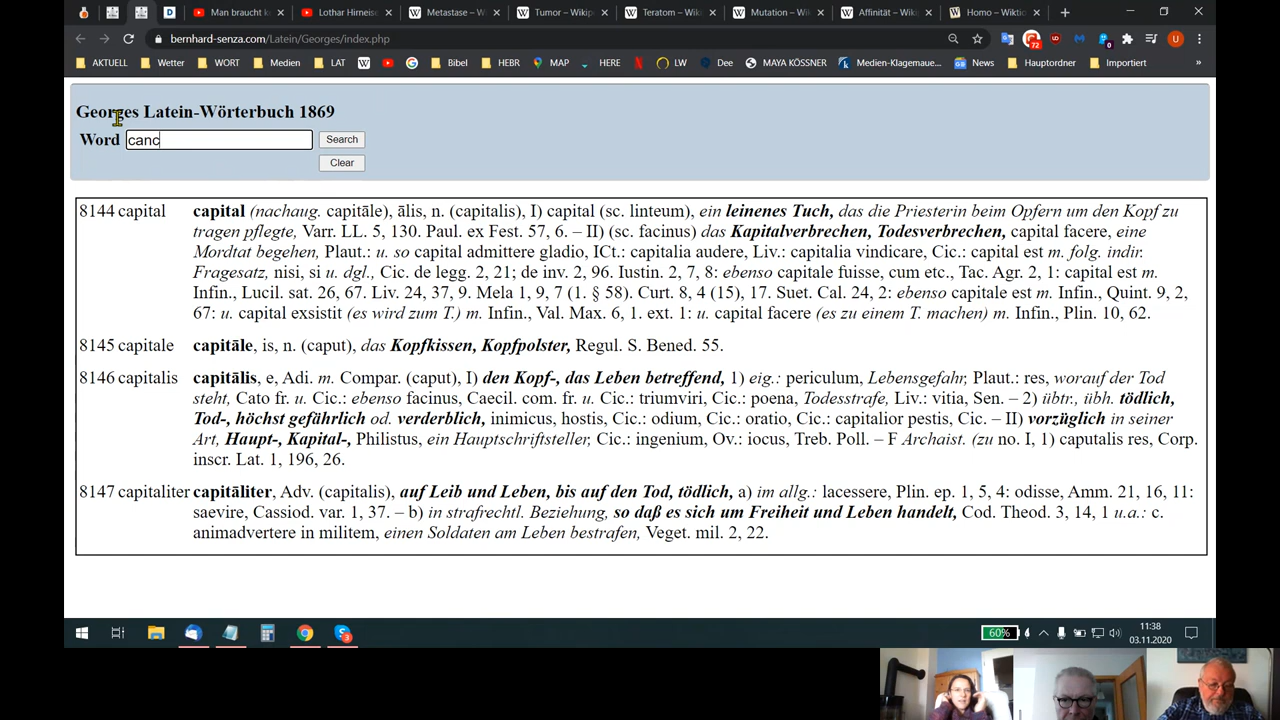 Man braucht k
Lothar Hirneise
Metastase – Wi
Tumor – Wikip
Teratom – Wiki
Mutation – Wi
Affinität – Wiki
Homo – Wiktio
bernhard-senza.com/Latein/Georges/index.php
72
0
U
AKTUELL
Wetter
WORT
Medien
LAT
Bibel
HEBR
MAP
HERE
LW
Dee
MAYA KÖSSNER
Medien-Klagemaue...
News
Hauptordner
Importiert
»
Georges Latein-Wörterbuch 1869
Word canc Search
Clear
8144 capital capital (nachaug. capitāle), ālis, n. (capitalis), I) capital (sc. linteum), ein leinenes Tuch, das die Priesterin beim Opfern um den Kopf zu
tragen pflegte, Varr. LL. 5, 130. Paul. ex Fest. 57, 6. – II) (sc. facinus) das Kapitalverbrechen, Todesverbrechen, capital facere, eine
Mordtat begehen, Plaut.: u. so capital admittere gladio, ICt.: capitalia audere, Liv.: capitalia vindicare, Cic.: capital est m. folg. indir.
Fragesatz, nisi, si u. dgl., Cic. de legg. 2, 21; de inv. 2, 96. Iustin. 2, 7, 8: ebenso capitale fuisse, cum etc., Tac. Agr. 2, 1: capital est m.
Infin., Lucil. sat. 26, 67. Liv. 24, 37, 9. Mela 1, 9, 7 (1. § 58). Curt. 8, 4 (15), 17. Suet. Cal. 24, 2: ebenso capitale est m. Infin., Quint. 9, 2,
67: u. capital exsistit (es wird zum T.) m. Infin., Val. Max. 6, 1. ext. 1: u. capital facere (es zu einem T. machen) m. Infin., Plin. 10, 62.
8145 capitale capitāle, is, n. (caput), das Kopfkissen, Kopfpolster, Regul. S. Bened. 55.
8146 capitalis capitālis, e, Adi. m. Compar. (caput), I) den Kopf-, das Leben betreffend, 1) eig.: periculum, Lebensgefahr, Plaut.: res, worauf der Tod
steht, Cato fr. u. Cic.: ebenso facinus, Caecil. com. fr. u. Cic.: triumviri, Cic.: poena, Todesstrafe, Liv.: vitia, Sen. – 2) übtr., übh. tödlich,
Tod-, höchst gefährlich od. verderblich, inimicus, hostis, Cic.: odium, Cic.: oratio, Cic.: capitalior pestis, Cic. – II) vorzüglich in seiner
Art, Haupt-, Kapital-, Philistus, ein Hauptschriftsteller, Cic.: ingenium, Ov.: iocus, Treb. Poll. – F Archaist. (zu no. I, 1) caputalis res, Corp.
inscr. Lat. 1, 196, 26.
8147 capitaliter capitāliter, Adv. (capitalis), auf Leib und Leben, bis auf den Tod, tödlich, a) im allg.: lacessere, Plin. ep. 1, 5, 4: odisse, Amm. 21, 16, 11:
saevire, Cassiod. var. 1, 37. – b) in strafrechtl. Beziehung, so daß es sich um Freiheit und Leben handelt, Cod. Theod. 3, 14, 1 u.a.: c.
animadvertere in militem, einen Soldaten am Leben bestrafen, Veget. mil. 2, 22.
3
60%
11:38
03.11.2020